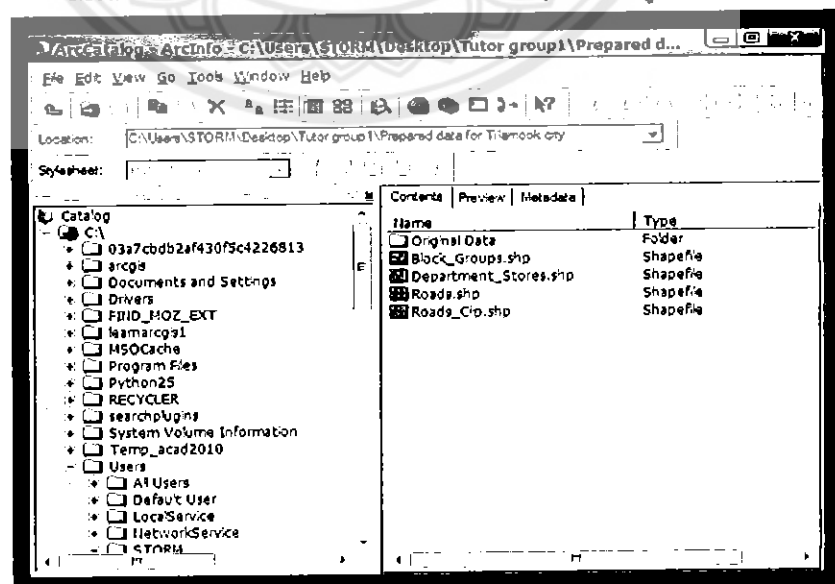 ArcCatalog - ArcInfo - C:\Users\STORM\Desktop\Tutor group1\Prepared d...
File Edit View Go Tools Window Help
Location: C:\Users\STORM\Desktop\Tutor group1\Prepared data for Tillamook city
Stylesheet:
Contents Preview Metadata
Catalog
Name Type
C:\
Original Data Folder
03a7cbdb2af430f5c4226813
Block_Groups.shp Shapefile
arcgis
Department_Stores.shp Shapefile
Documents and Settings
Roads.shp Shapefile
Drivers
Roads_Clip.shp Shapefile
FIND_MOZ_EXT
learnarcgis1
MSOCache
Program Files
Python25
RECYCLER
searchplugins
System Volume Information
Temp_acad2010
Users
All Users
Default User
LocalService
NetworkService
STORM